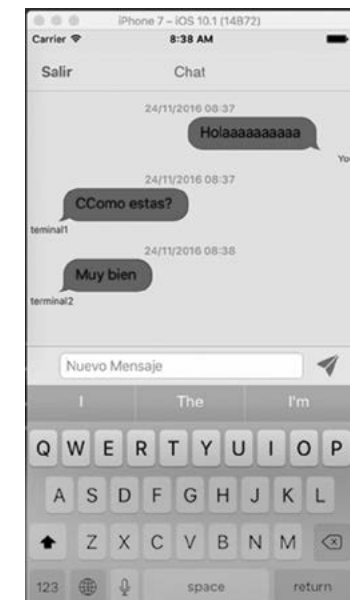 iPhone 7 – iOS 10.1 (14B72)
Carrier 8:38 AM
Salir Chat
24/11/2016 08:37
Holaaaaaaaaaa
Yo
24/11/2016 08:37
CComo estas?
teminal1
24/11/2016 08:38
Muy bien
terminal2
Nuevo Mensaje
I The I'm
Q W E R T Y U I O P
A S D F G H J K L
Z X C V B N M
123 space return